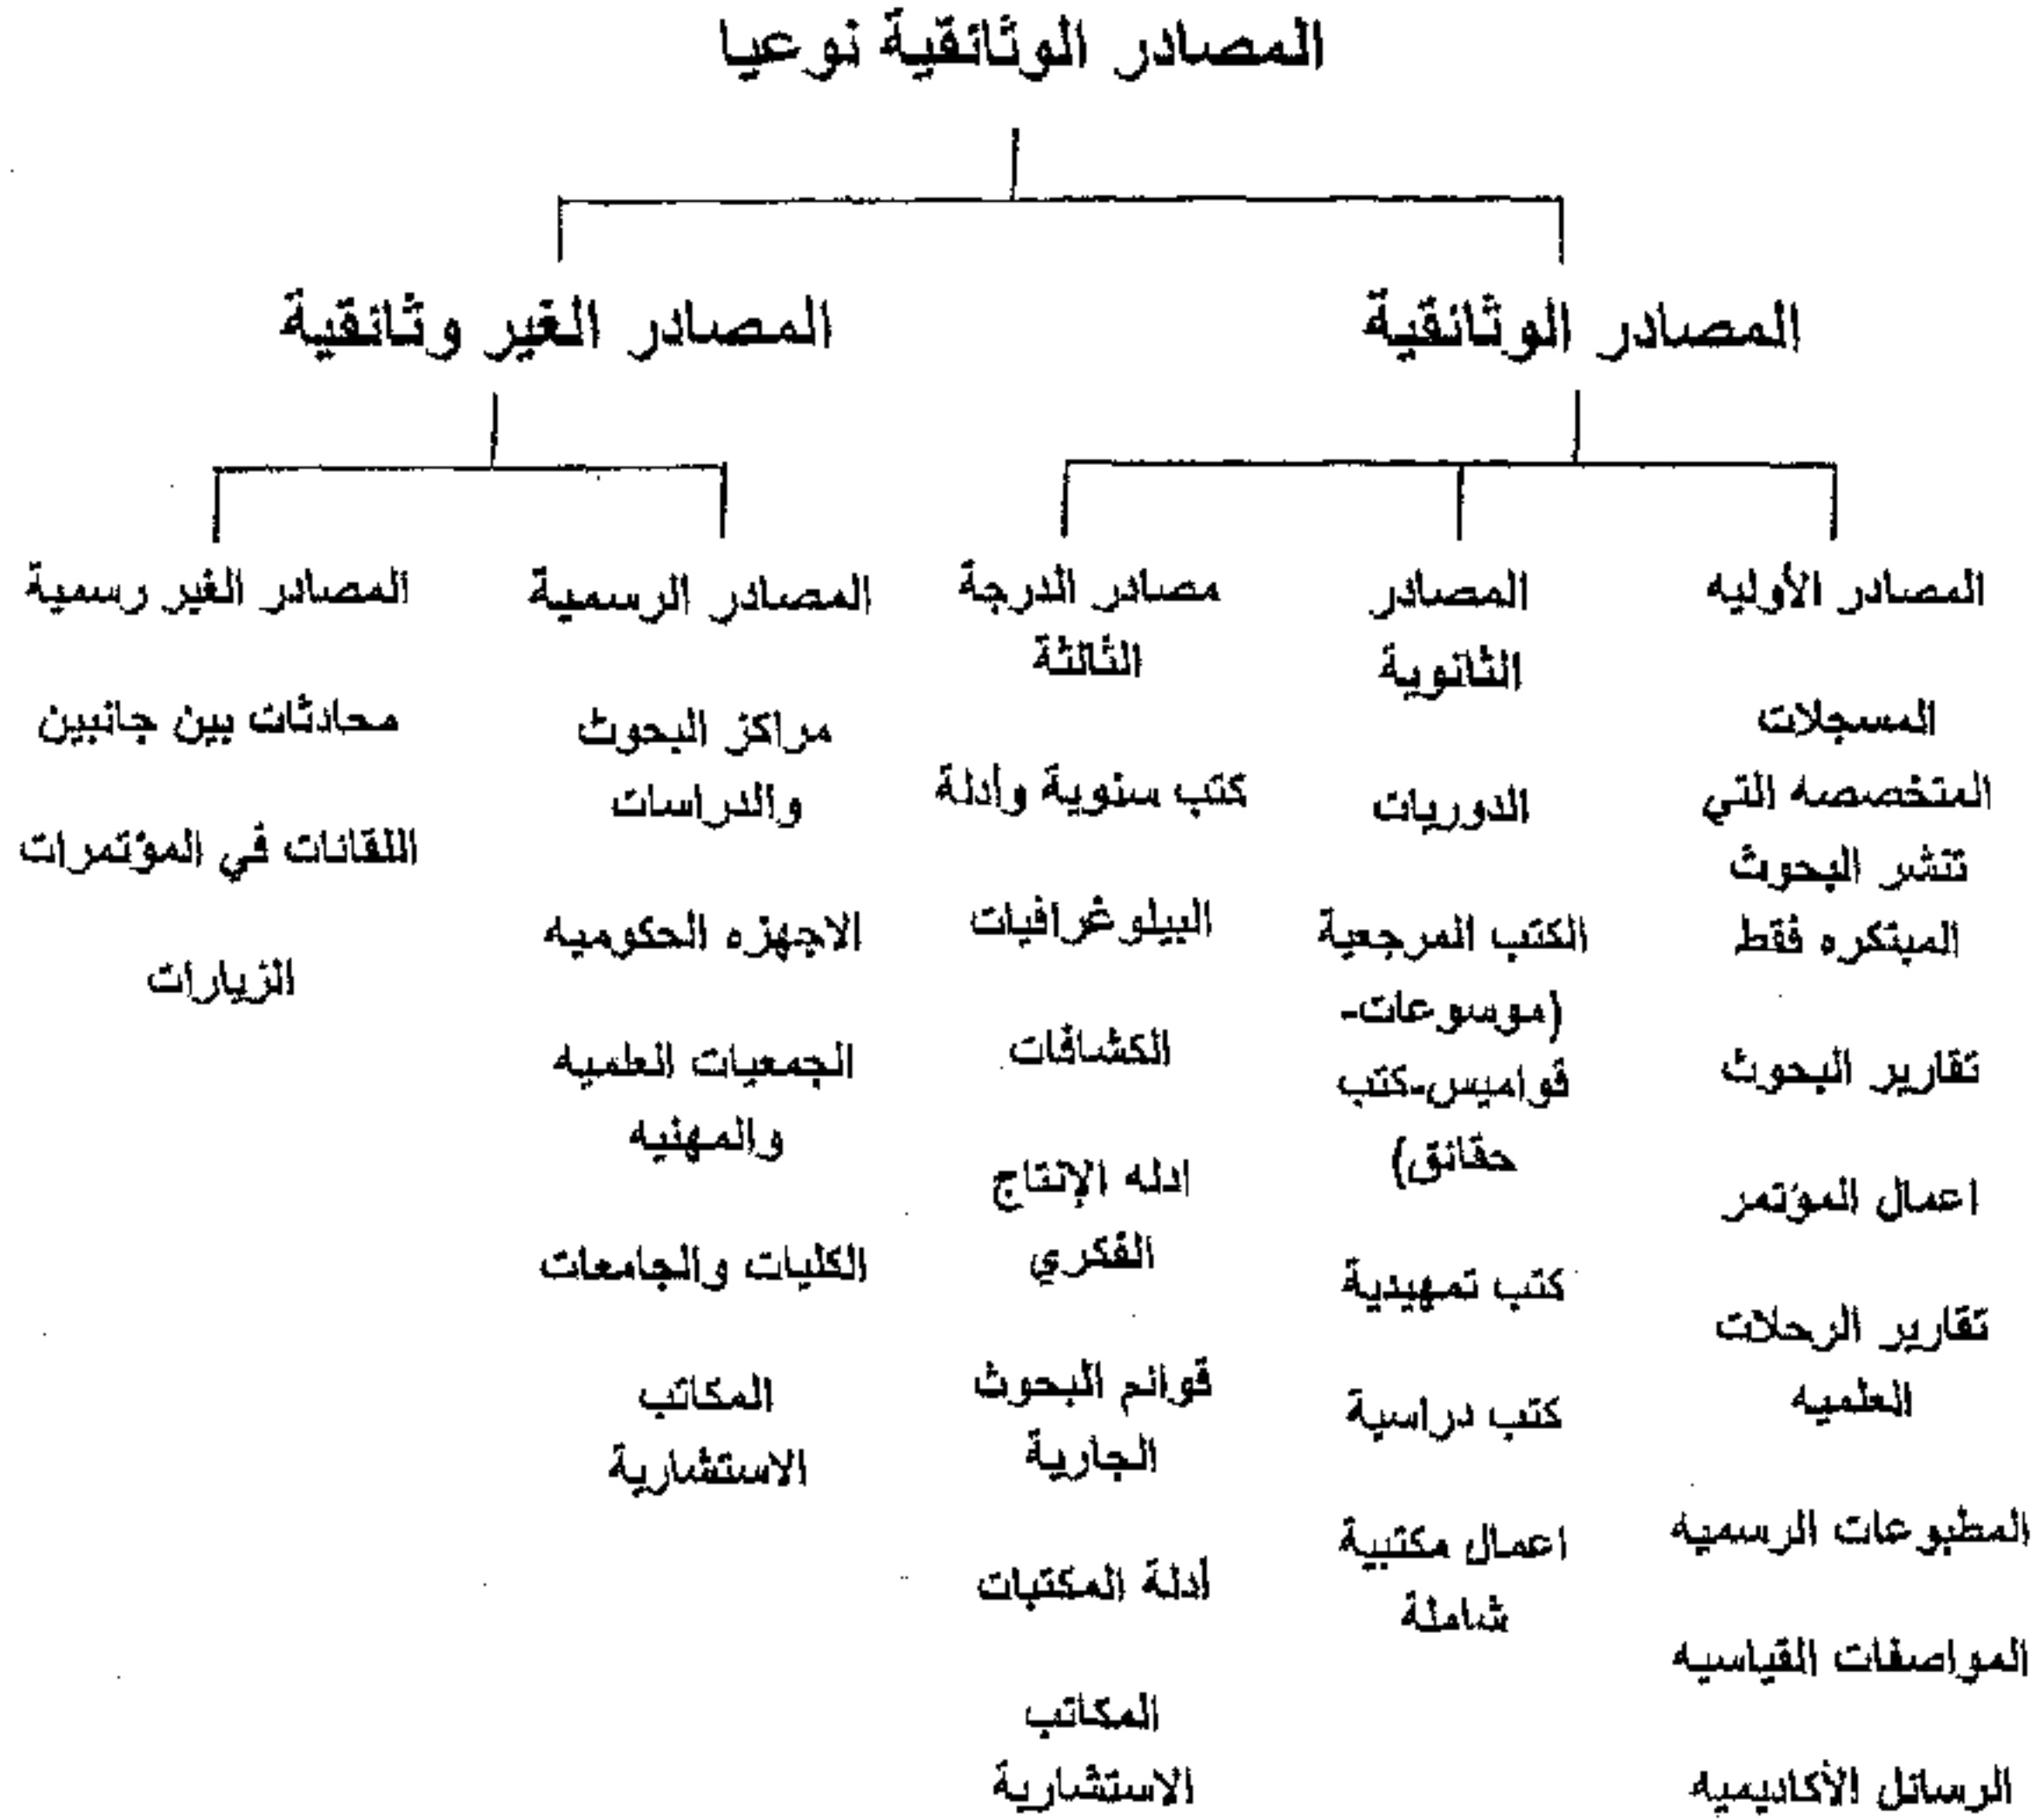 المصادر الوثائقية نوعيا
المصادر الوثائقية
المصادر الغير وثائقية
المصادر الأوليه
المسجلات
المتخصصه التي
تنشر البحوث
المبتكره فقط
تقارير البحوث
اعمال المؤتمر
تقارير الرحلات
العلميه
المطبوعات الرسميه
المواصفات القياسيه
الرسائل الأكاديميه
المصادر
الثانوية
الدوريات
الكتب المرجعية
(موسوعات-
قواميس-كتب
حقائق)
كتب تمهيدية
كتب دراسية
اعمال مكتبية
شاملة
مصادر الدرجة
الثالثة
كتب سنوية وأدلة
الببلوغرافيات
الكشافات
ادله الإنتاج
الفكري
قوائم البحوث
الجارية
أدلة المكتبات
المكاتب
الاستشارية
المصادر الرسمية
مراكز البحوث
والدراسات
الاجهزه الحكوميه
الجمعيات العلميه
والمهنيه
الكليات والجامعات
المكاتب
الاستشارية
المصادر الغير رسمية
محادثات بين جانبين
اللقائات في المؤتمرات
الزيارات